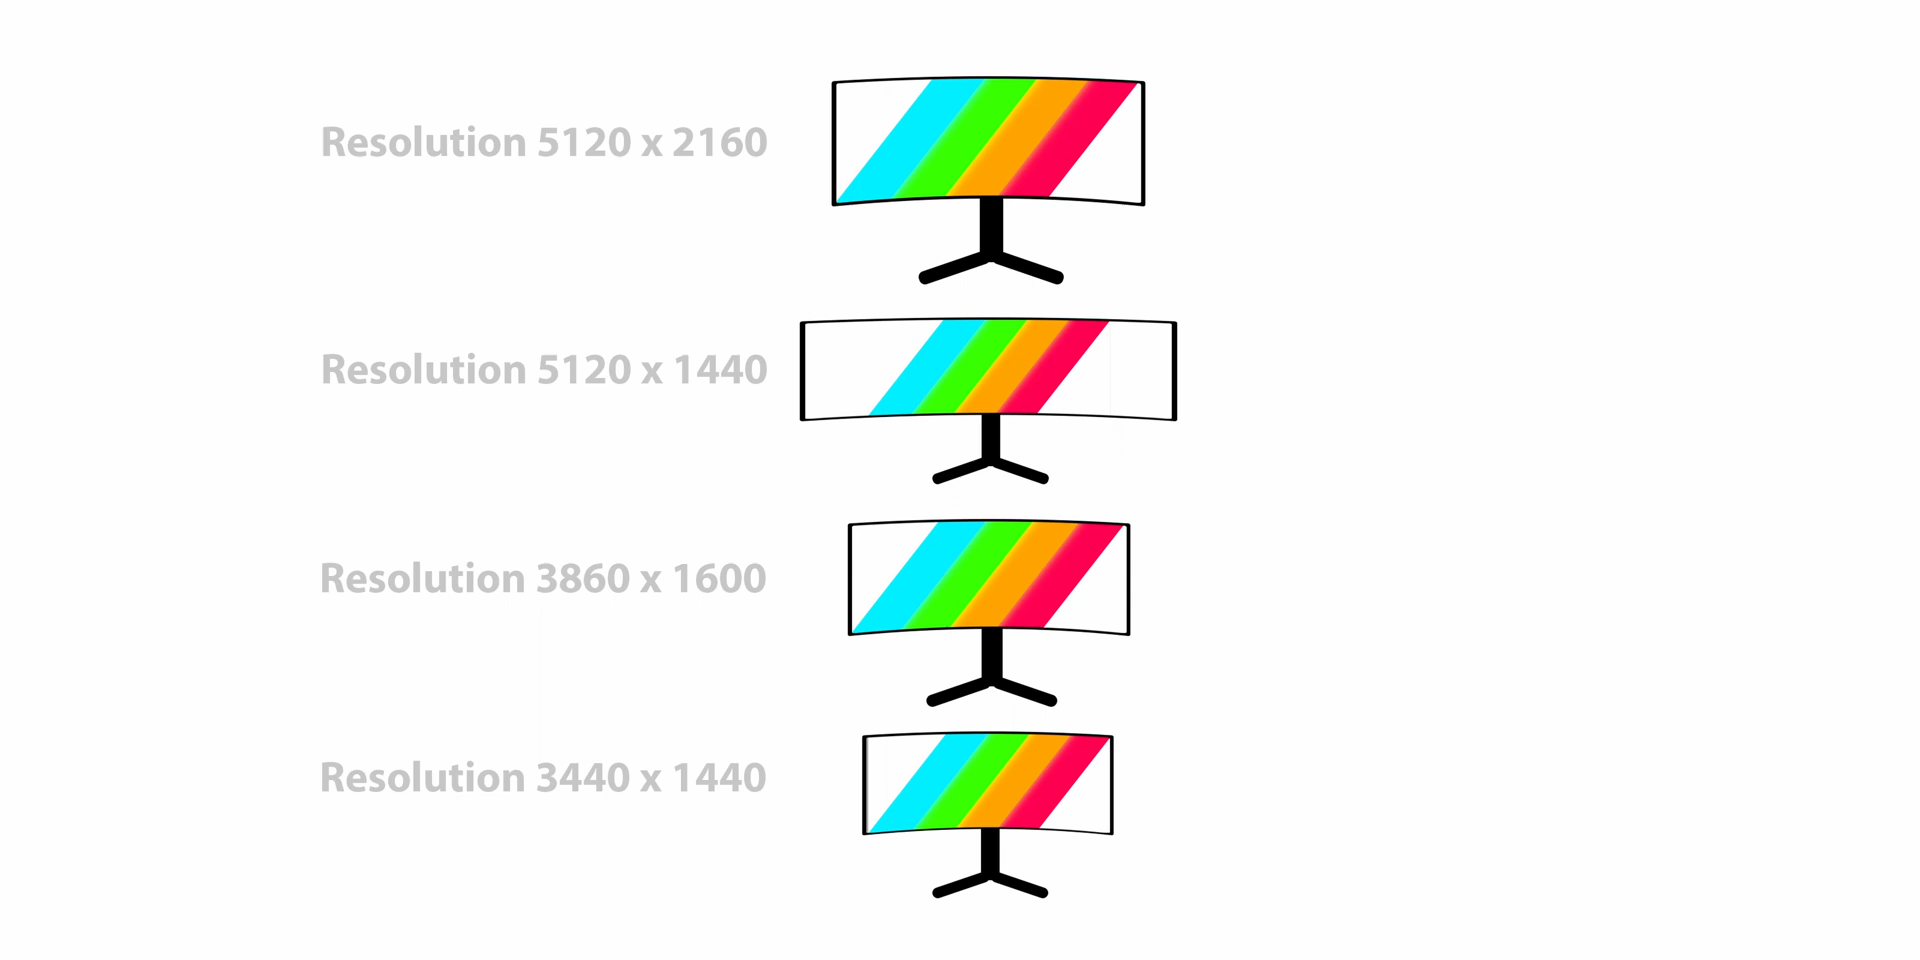 Resolution 5120 x 2160
Resolution 5120 x 1440
Resolution 3860 x 1600
Resolution 3440 x 1440